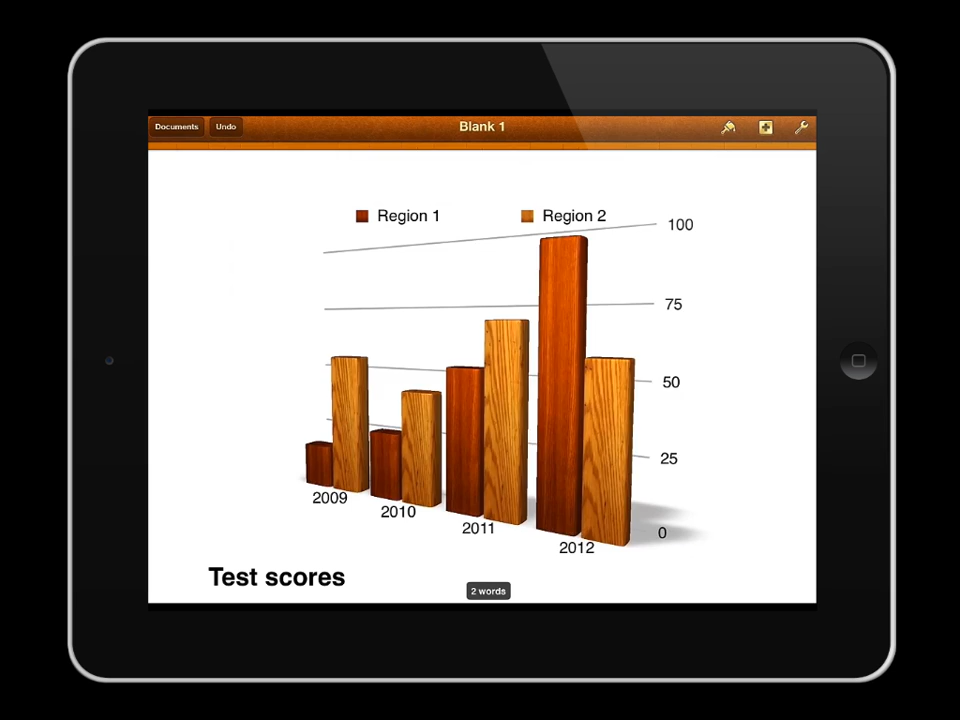 Documents Undo Blank 1
Region 1 Region 2
100
75
50
25
0
2009
2010
2011
2012
Test scores
2 words